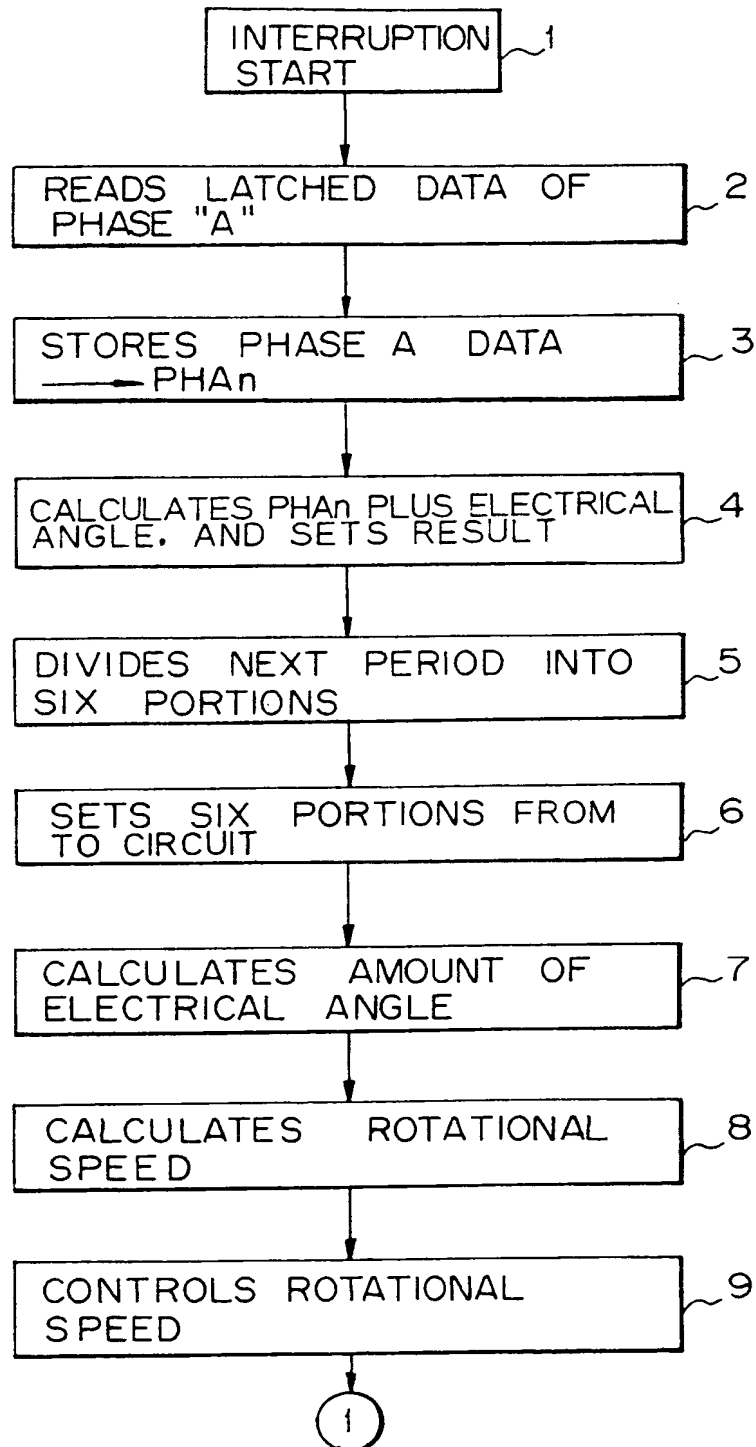 INTERRUPTION
START
1
READS LATCHED DATA OF
PHASE "A"
2
STORES PHASE A DATA
⟶ PHAn
3
CALCULATES PHAn PLUS ELECTRICAL
ANGLE. AND SETS RESULT
4
DIVIDES NEXT PERIOD INTO
SIX PORTIONS
5
SETS SIX PORTIONS FROM
TO CIRCUIT
6
CALCULATES AMOUNT OF
ELECTRICAL ANGLE
7
CALCULATES ROTATIONAL
SPEED
8
CONTROLS ROTATIONAL
SPEED
9
1